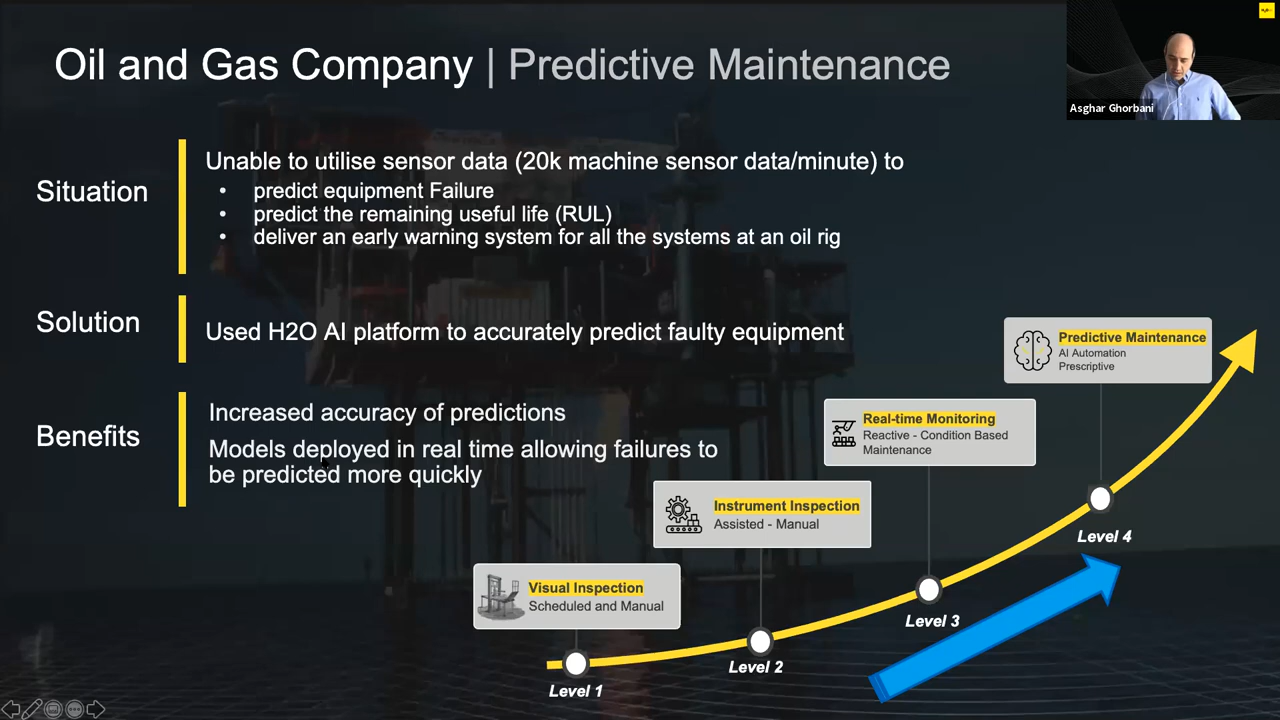 Oil and Gas Company | Predictive Maintenance
Asghar Ghorbani
Situation
Unable to utilise sensor data (20k machine sensor data/minute) to
• predict equipment Failure
• predict the remaining useful life (RUL)
• deliver an early warning system for all the systems at an oil rig
Solution
Used H2O AI platform to accurately predict faulty equipment
Benefits
Increased accuracy of predictions
Models deployed in real time allowing failures to
be predicted more quickly
Predictive Maintenance
AI Automation
Prescriptive
Real-time Monitoring
Reactive - Condition Based
Maintenance
Instrument Inspection
Assisted - Manual
Visual Inspection
Scheduled and Manual
Level 4
Level 3
Level 2
Level 1